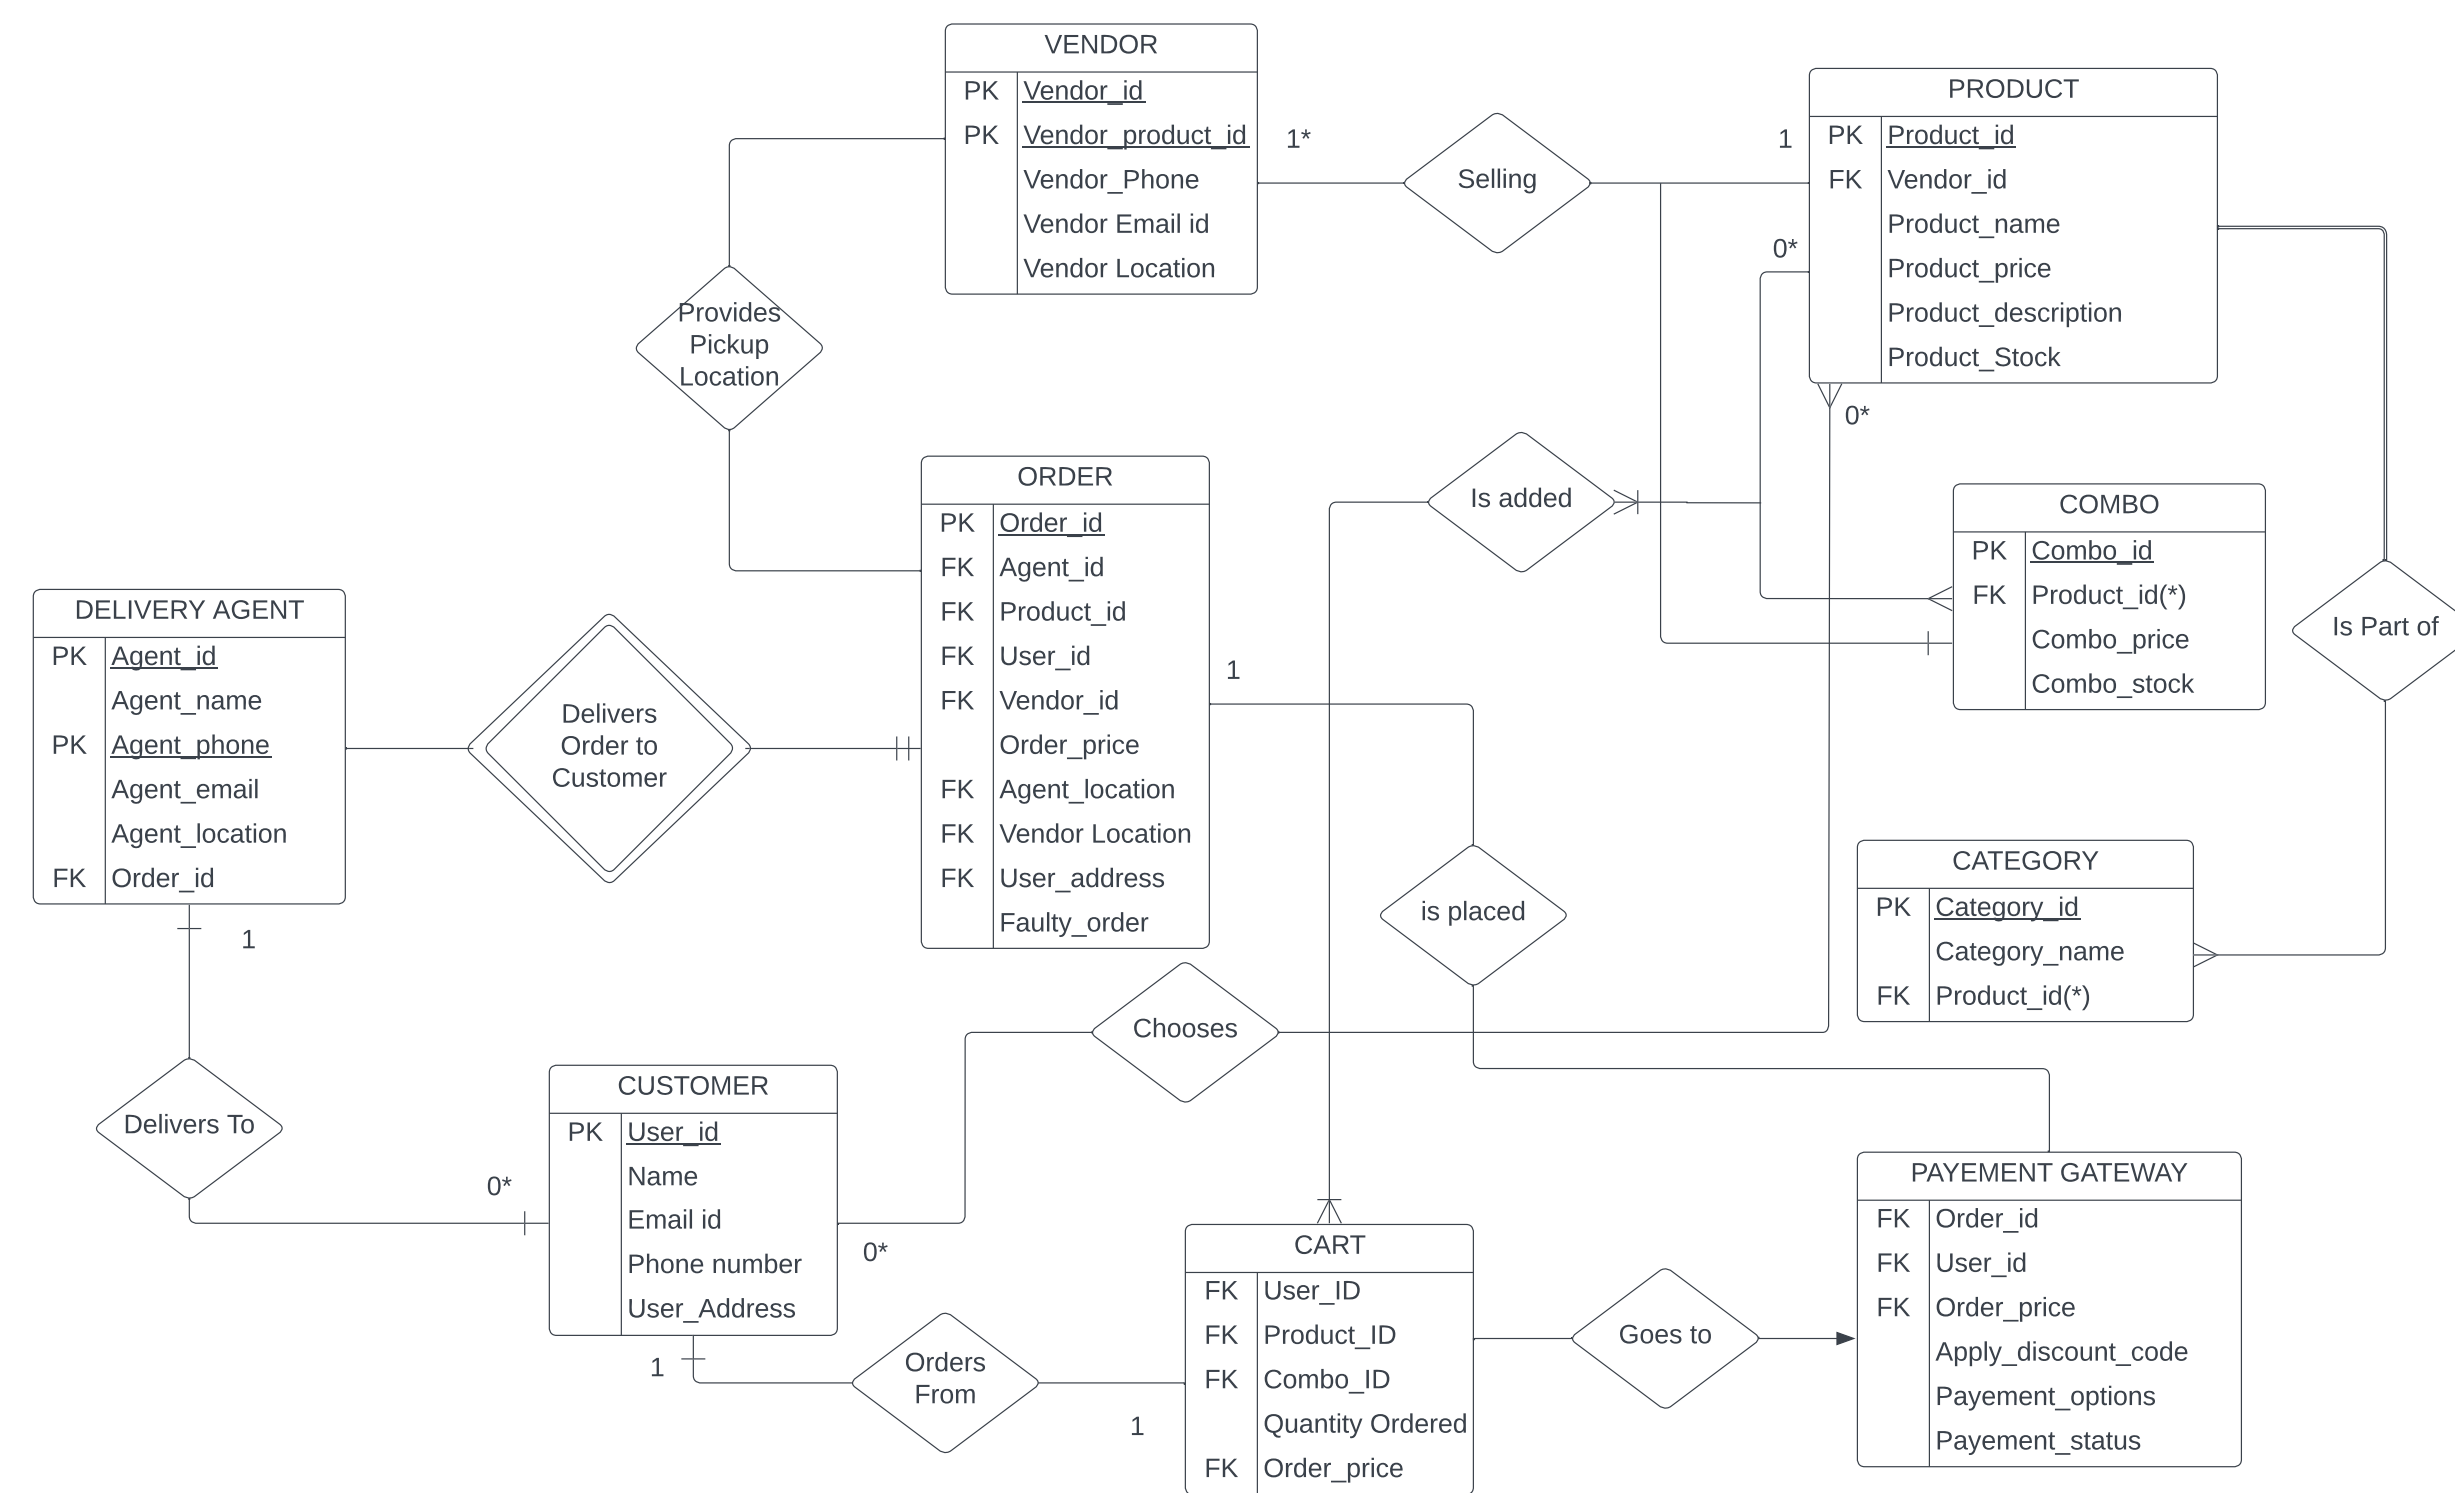 VENDOR
PK Vendor_id
PK Vendor_product_id
Vendor_Phone
Vendor Email id
Vendor Location
1*
Selling
1
PRODUCT
PK Product_id
FK Vendor_id
Product_name
Product_price
Product_description
Product_Stock
0*
0*
Provides
Pickup
Location
ORDER
PK Order_id
FK Agent_id
FK Product_id
FK User_id
FK Vendor_id
Order_price
FK Agent_location
FK Vendor Location
FK User_address
Faulty_order
1
Is added
COMBO
PK Combo_id
FK Product_id(*)
Combo_price
Combo_stock
Is Part of
DELIVERY AGENT
PK Agent_id
Agent_name
PK Agent_phone
Agent_email
Agent_location
FK Order_id
1
Delivers
Order to
Customer
is placed
CATEGORY
PK Category_id
Category_name
FK Product_id(*)
Chooses
Delivers To
0*
CUSTOMER
PK User_id
Name
Email id
Phone number
User_Address
0*
1
Orders
From
1
CART
FK User_ID
FK Product_ID
FK Combo_ID
Quantity Ordered
FK Order_price
Goes to
PAYEMENT GATEWAY
FK Order_id
FK User_id
FK Order_price
Apply_discount_code
Payement_options
Payement_status